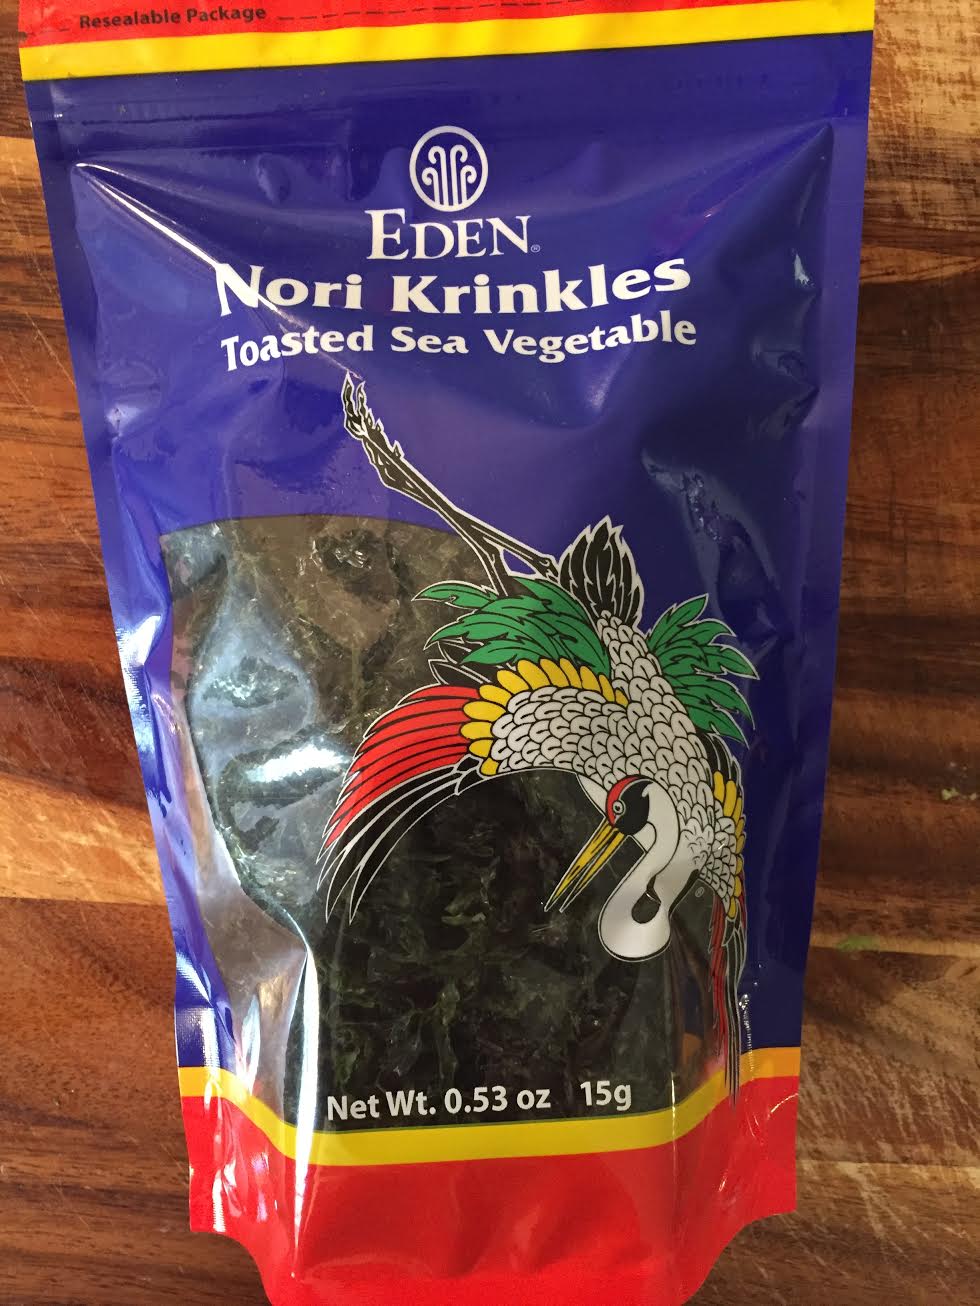 Resealable Package
EDEN®
Nori Krinkles
Toasted Sea Vegetable
®
Net Wt. 0.53 oz 15g